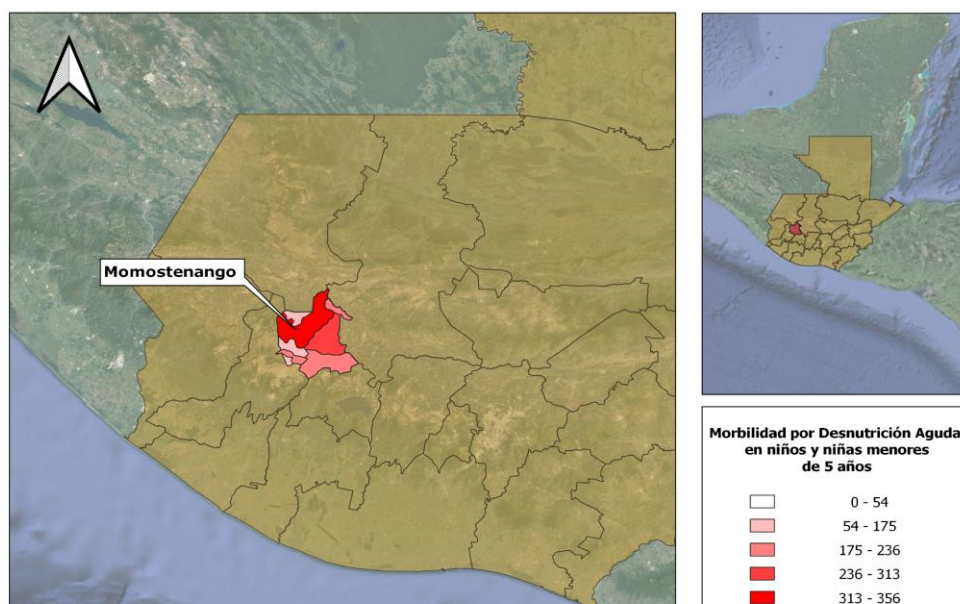 Momostenango
Morbilidad por Desnutrición Aguda
en niños y niñas menores
de 5 años
0 - 54
54 - 175
175 - 236
236 - 313
313 - 356